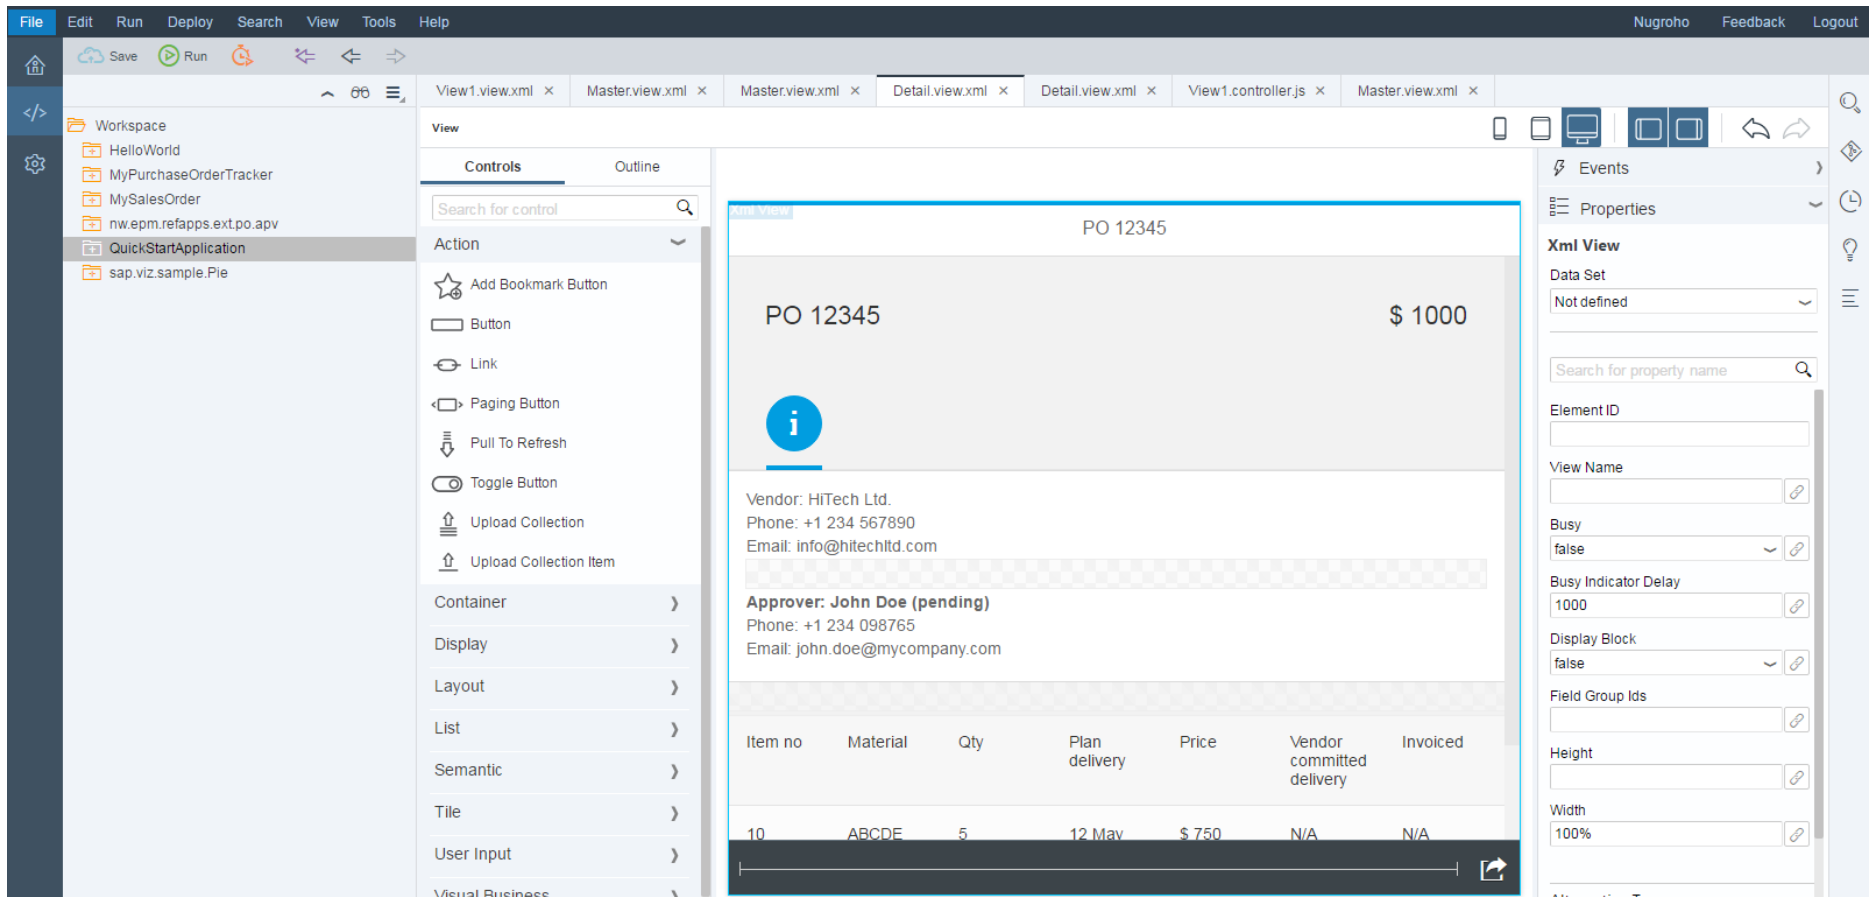 File Edit Run Deploy Search View Tools Help Nugroho Feedback Logout
Save Run
View1.view.xml × Master.view.xml × Master.view.xml × Detail.view.xml × Detail.view.xml × View1.controller.js × Master.view.xml ×
Workspace
HelloWorld
MyPurchaseOrderTracker
MySalesOrder
nw.epm.refapps.ext.po.apv
QuickStartApplication
sap.viz.sample.Pie
View
Controls Outline
Search for control
Action
Add Bookmark Button
Button
Link
Paging Button
Pull To Refresh
Toggle Button
Upload Collection
Upload Collection Item
Container
Display
Layout
List
Semantic
Tile
User Input
Visual Business
Xml View
PO 12345
PO 12345 $ 1000
i
Vendor: HiTech Ltd.
Phone: +1 234 567890
Email: info@hitechltd.com
Approver: John Doe (pending)
Phone: +1 234 098765
Email: john.doe@mycompany.com
Item no Material Qty Plan delivery Price Vendor committed delivery Invoiced
10 ABCDE 5 12 May $ 750 N/A N/A
Events
Properties
Xml View
Data Set
Not defined
Search for property name
Element ID
View Name
Busy
false
Busy Indicator Delay
1000
Display Block
false
Field Group Ids
Height
Width
100%